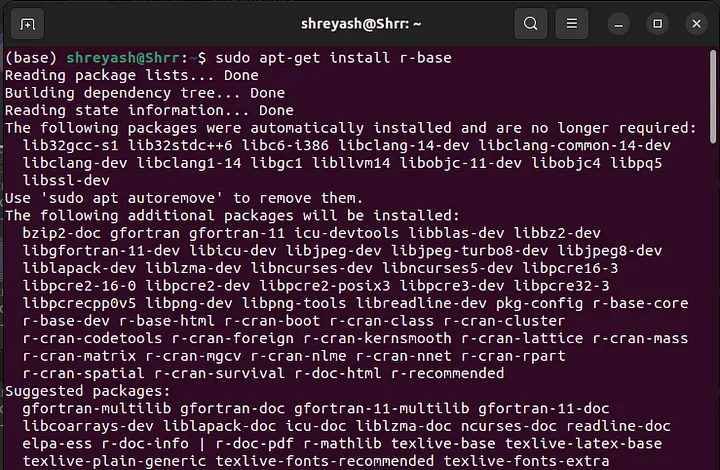 shreyash@Shrr: ~
(base) shreyash@Shrr:~$ sudo apt-get install r-base
Reading package lists... Done
Building dependency tree... Done
Reading state information... Done
The following packages were automatically installed and are no longer required:
  lib32gcc-s1 lib32stdc++6 libc6-i386 libclang-14-dev libclang-common-14-dev
  libclang-dev libclang1-14 libgc1 libllvm14 libobjc-11-dev libobjc4 libpq5
  libssl-dev
Use 'sudo apt autoremove' to remove them.
The following additional packages will be installed:
  bzip2-doc gfortran gfortran-11 icu-devtools libblas-dev libbz2-dev
  libgfortran-11-dev libicu-dev libjpeg-dev libjpeg-turbo8-dev libjpeg8-dev
  liblapack-dev liblzma-dev libncurses-dev libncurses5-dev libpcre16-3
  libpcre2-16-0 libpcre2-dev libpcre2-posix3 libpcre3-dev libpcre32-3
  libpcrecpp0v5 libpng-dev libpng-tools libreadline-dev pkg-config r-base-core
  r-base-dev r-base-html r-cran-boot r-cran-class r-cran-cluster
  r-cran-codetools r-cran-foreign r-cran-kernsmooth r-cran-lattice r-cran-mass
  r-cran-matrix r-cran-mgcv r-cran-nlme r-cran-nnet r-cran-rpart
  r-cran-spatial r-cran-survival r-doc-html r-recommended
Suggested packages:
  gfortran-multilib gfortran-doc gfortran-11-multilib gfortran-11-doc
  libcoarrays-dev liblapack-doc icu-doc liblzma-doc ncurses-doc readline-doc
  elpa-ess r-doc-info | r-doc-pdf r-mathlib texlive-base texlive-latex-base
  texlive-plain-generic texlive-fonts-recommended texlive-fonts-extra